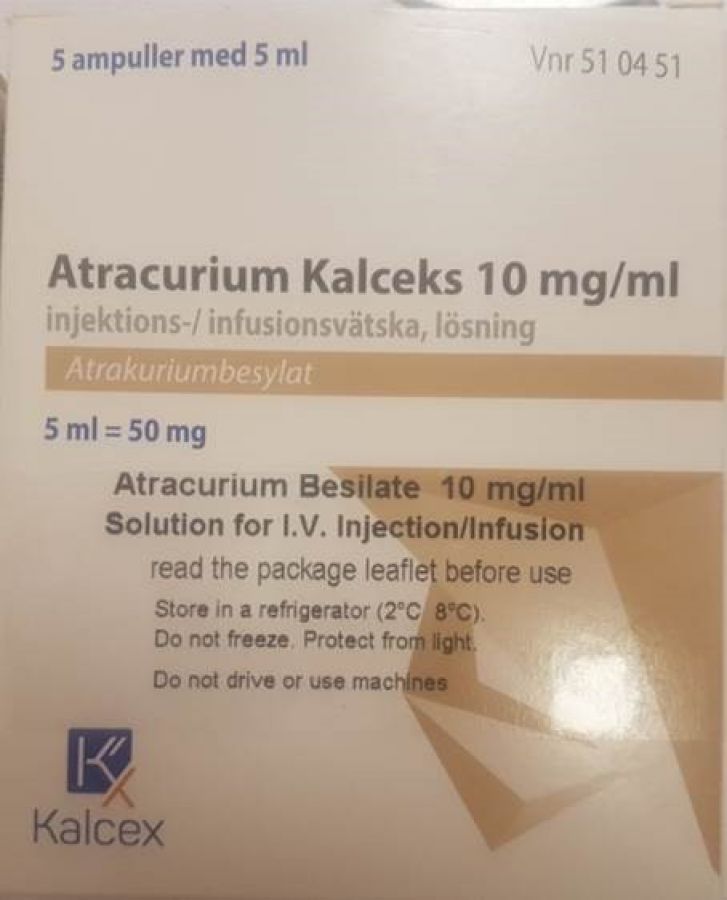 5 ampuller med 5 ml
Vnr 51 04 51
Atracurium Kalceks 10 mg/ml
injektions-/ infusionsvätska, lösning
Atrakuriumbesylat
5 ml = 50 mg
Atracurium Besilate 10 mg/ml
Solution for I.V. Injection/Infusion
read the package leaflet before use
Store in a refrigerator (2°C 8°C).
Do not freeze. Protect from light.
Do not drive or use machines
Kx
Kalcex